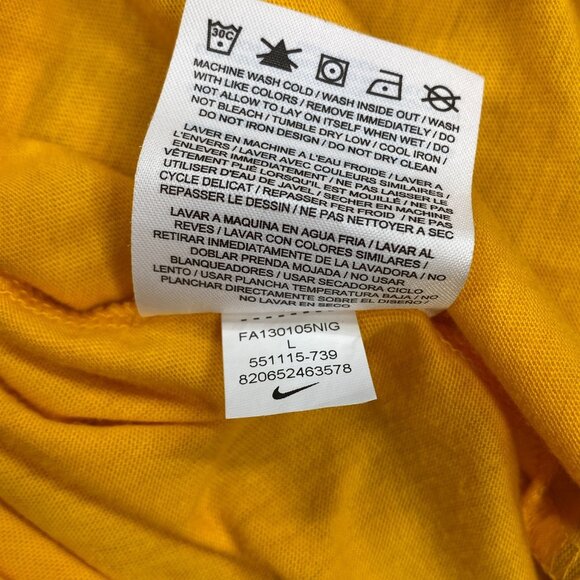 30C
MACHINE WASH COLD / WASH INSIDE OUT / WASH
WITH LIKE COLORS / REMOVE IMMEDIATELY / DO
NOT ALLOW TO LAY ON ITSELF WHEN WET / DO
NOT BLEACH / TUMBLE DRY LOW / COOL IRON /
DO NOT IRON DESIGN / DO NOT DRY CLEAN
LAVER EN MACHINE A L'EAU FROIDE / LAVER A
L'ENVERS / LAVER AVEC COULEURS SIMILAIRES /
ENLEVER IMMEDIATEMENT / NE PAS LAISSER LE
VÊTEMENT PLIÉ LORSQU'IL EST MOUILLÉ / NE PAS
UTILISER D'EAU DE JAVEL / SECHER EN MACHINE
CYCLE DELICAT / REPASSER FER FROID / NE PAS
REPASSER LE DESSIN / NE PAS NETTOYER A SEC
LAVAR A MAQUINA EN AGUA FRIA / LAVAR AL
REVES / LAVAR CON COLORES SIMILARES /
RETIRAR INMEDIATAMENTE DE LA LAVADORA / NO
DOBLAR PRENDA MOJADA / NO USAR
BLANQUEADORES / USAR SECADORA CICLO
LENTO / USAR PLANCHA TEMPERATURA BAJA / NO
PLANCHAR DIRECTAMENTE SOBRE EL DISEÑO /
NO LAVAR EN SECO
FA130105NIG
L
551115-739
820652463578